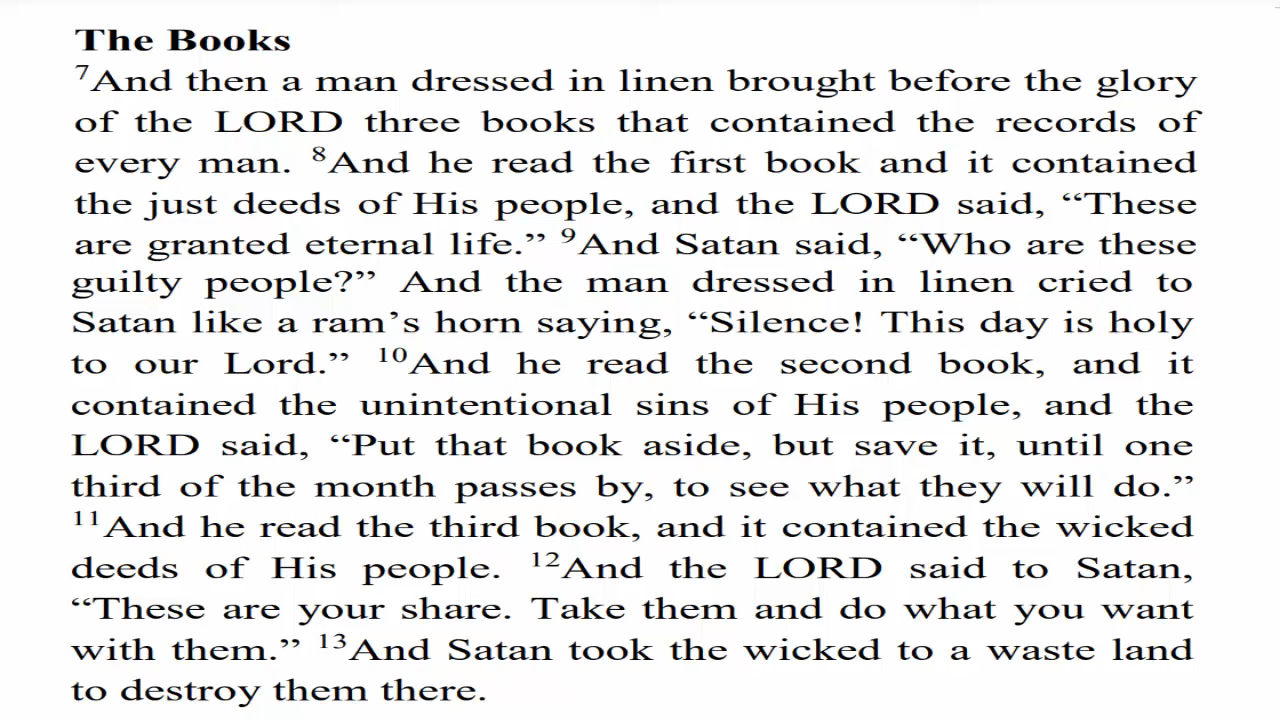 The Books
⁷And then a man dressed in linen brought before the glory
of the LORD three books that contained the records of
every man. ⁸And he read the first book and it contained
the just deeds of His people, and the LORD said, “These
are granted eternal life.” ⁹And Satan said, “Who are these
guilty people?” And the man dressed in linen cried to
Satan like a ram’s horn saying, “Silence! This day is holy
to our Lord.” ¹⁰And he read the second book, and it
contained the unintentional sins of His people, and the
LORD said, “Put that book aside, but save it, until one
third of the month passes by, to see what they will do.”
¹¹And he read the third book, and it contained the wicked
deeds of His people. ¹²And the LORD said to Satan,
“These are your share. Take them and do what you want
with them.” ¹³And Satan took the wicked to a waste land
to destroy them there.